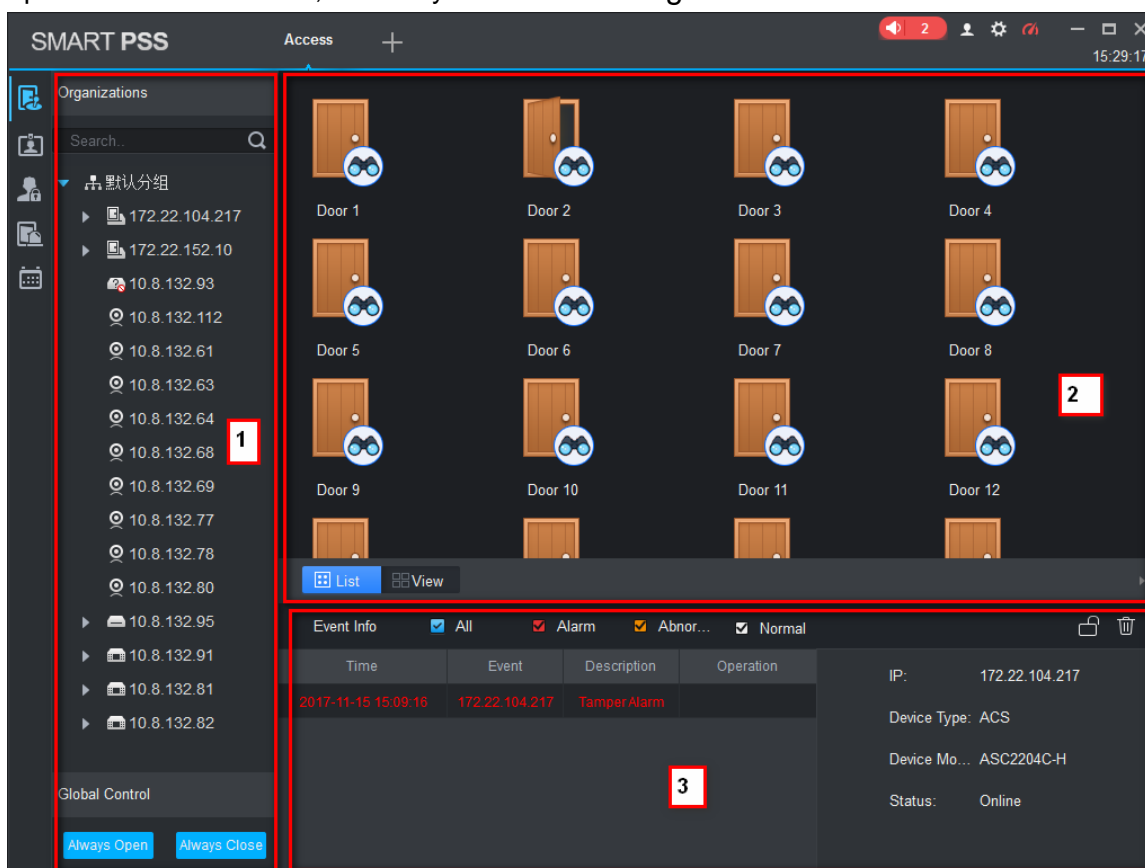 SMART PSS
Access
2
15:29:17
Organizations
Search..
默认分组
172.22.104.217
172.22.152.10
10.8.132.93
10.8.132.112
10.8.132.61
10.8.132.63
10.8.132.64
10.8.132.68
10.8.132.69
10.8.132.77
10.8.132.78
10.8.132.80
10.8.132.95
10.8.132.91
10.8.132.81
10.8.132.82
1
Global Control
Always Open Always Close
Door 1 Door 2 Door 3 Door 4
Door 5 Door 6 Door 7 Door 8
2
Door 9 Door 10 Door 11 Door 12
List View
Event Info All Alarm Abnor... Normal
Time Event Description Operation
2017-11-15 15:09:16 172.22.104.217 Tamper Alarm
3
IP: 172.22.104.217
Device Type: ACS
Device Mo... ASC2204C-H
Status: Online